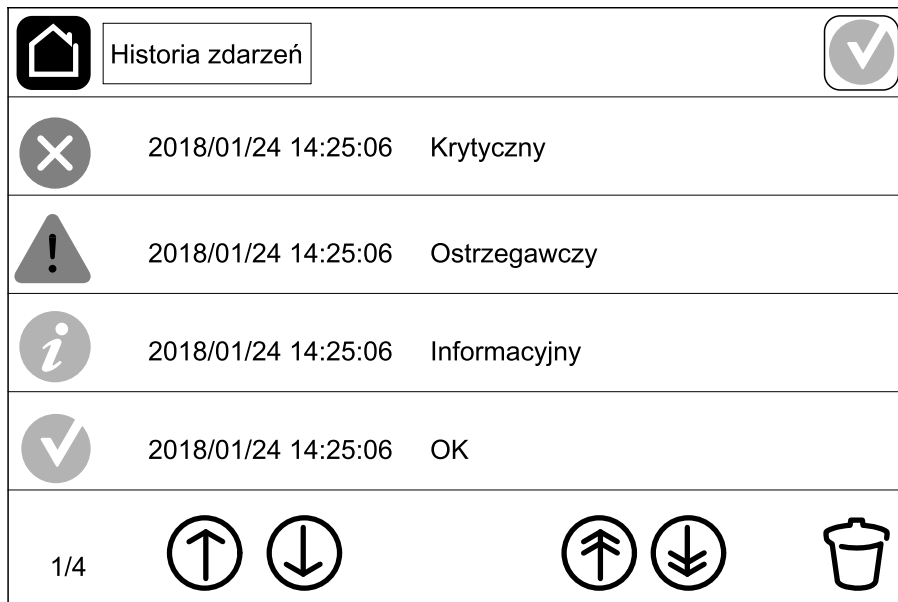 Historia zdarzeń
2018/01/24 14:25:06 Krytyczny
2018/01/24 14:25:06 Ostrzegawczy
2018/01/24 14:25:06 Informacyjny
2018/01/24 14:25:06 OK
1/4